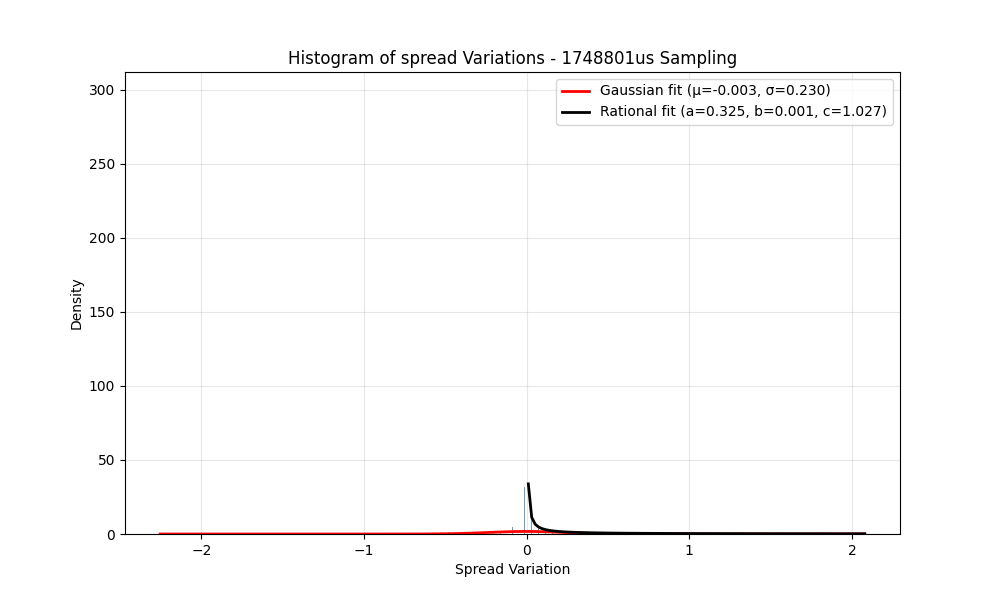 Histogram of spread Variations - 1748801us Sampling
Gaussian fit (μ=-0.003, σ=0.230)
Rational fit (a=0.325, b=0.001, c=1.027)
Density
300
250
200
150
100
50
0
−2
−1
0
1
2
Spread Variation